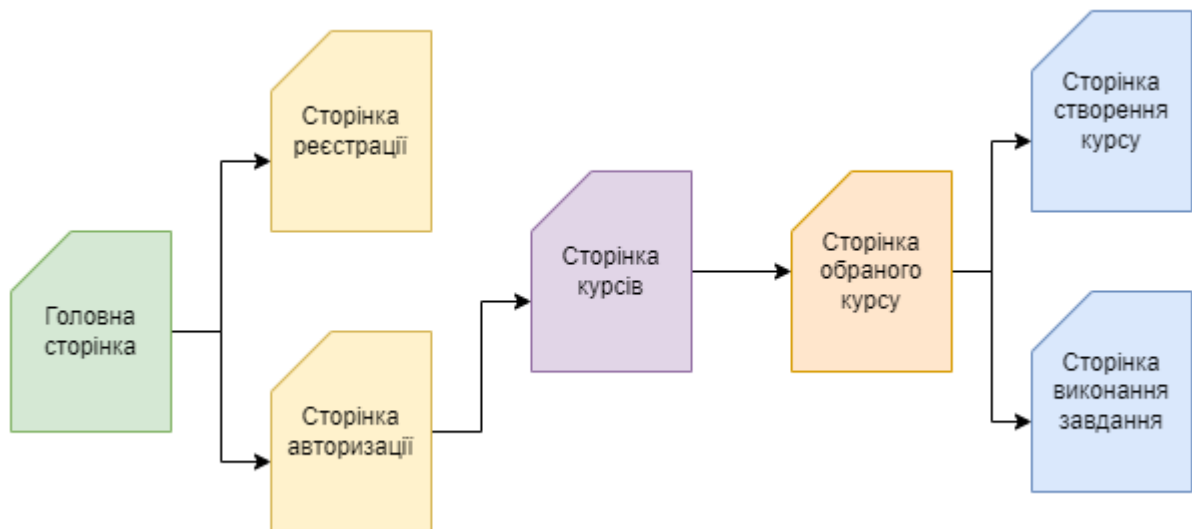 Головна
сторінка
Сторінка
реєстрації
Сторінка
авторизації
Сторінка
курсів
Сторінка
обраного
курсу
Сторінка
створення
курсу
Сторінка
виконання
завдання